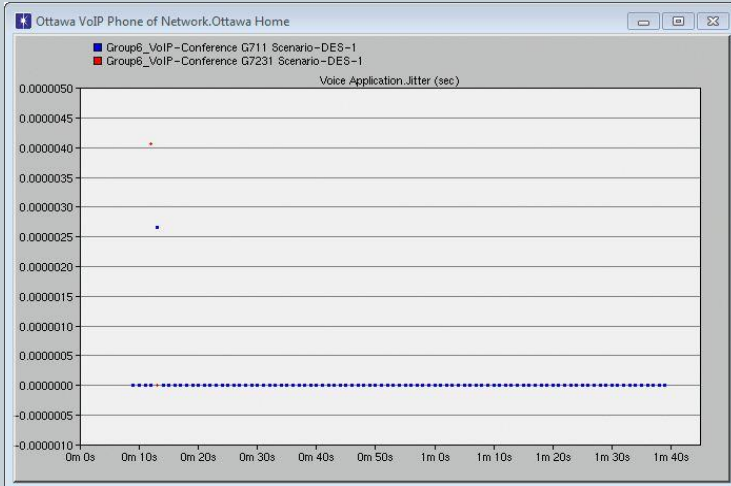 Ottawa VoIP Phone of Network.Ottawa Home
Group6_VoIP-Conference G711 Scenario-DES-1
Group6_VoIP-Conference G7231 Scenario-DES-1
Voice Application.Jitter (sec)
0.0000050
0.0000045
0.0000040
0.0000035
0.0000030
0.0000025
0.0000020
0.0000015
0.0000010
0.0000005
0.0000000
-0.0000005
-0.0000010
0m 0s 0m 10s 0m 20s 0m 30s 0m 40s 0m 50s 1m 0s 1m 10s 1m 20s 1m 30s 1m 40s